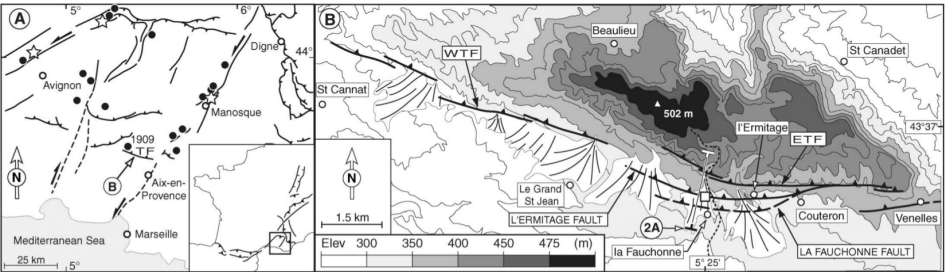 A
5°
6°
Digne
44°
Avignon
Manosque
1909
TF
B
Aix-en-
Provence
N
Mediterranean Sea
Marseille
25 km
5°
B
Beaulieu
St Canadet
WTF
St Cannat
502 m
43°37'
l'Ermitage
ETF
N
1.5 km
Le Grand
St Jean
L'ERMITAGE FAULT
Couteron
Venelles
2A
la Fauchonne
LA FAUCHONNE FAULT
Elev 300 350 400 450 475 (m)
5° 25'